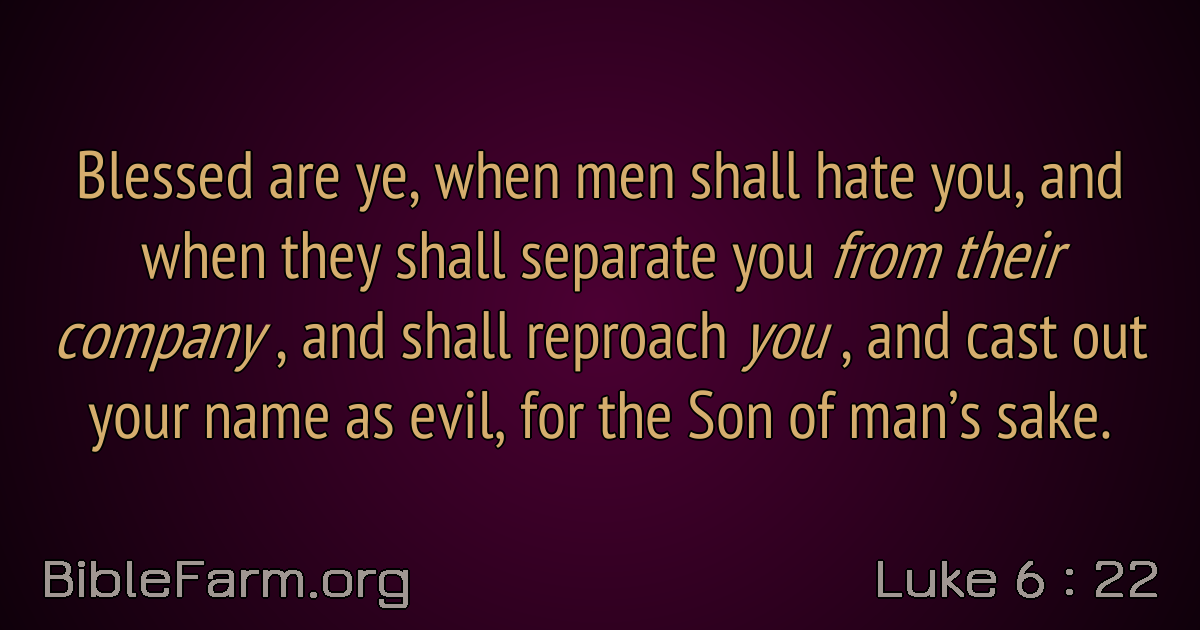 Blessed are ye, when men shall hate you, and
when they shall separate you from their
company , and shall reproach you , and cast out
your name as evil, for the Son of man’s sake.
BibleFarm.org
Luke 6 : 22